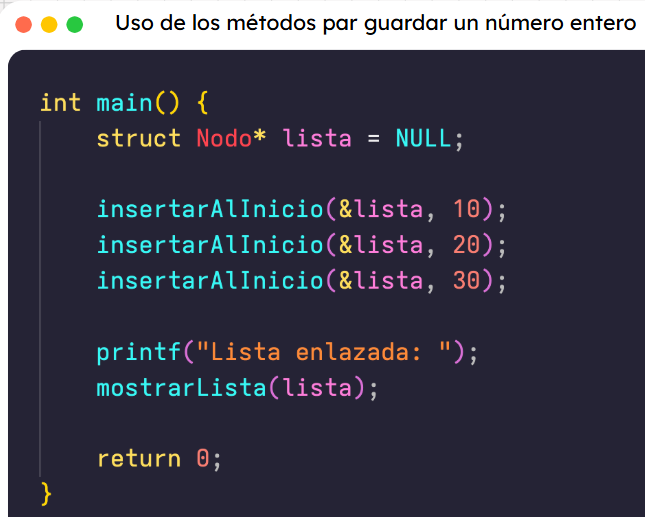 Uso de los métodos par guardar un número entero
int main() {
    struct Nodo* lista = NULL;
    insertarAlInicio(&lista, 10);
    insertarAlInicio(&lista, 20);
    insertarAlInicio(&lista, 30);
    printf("Lista enlazada: ");
    mostrarLista(lista);
    return 0;
}